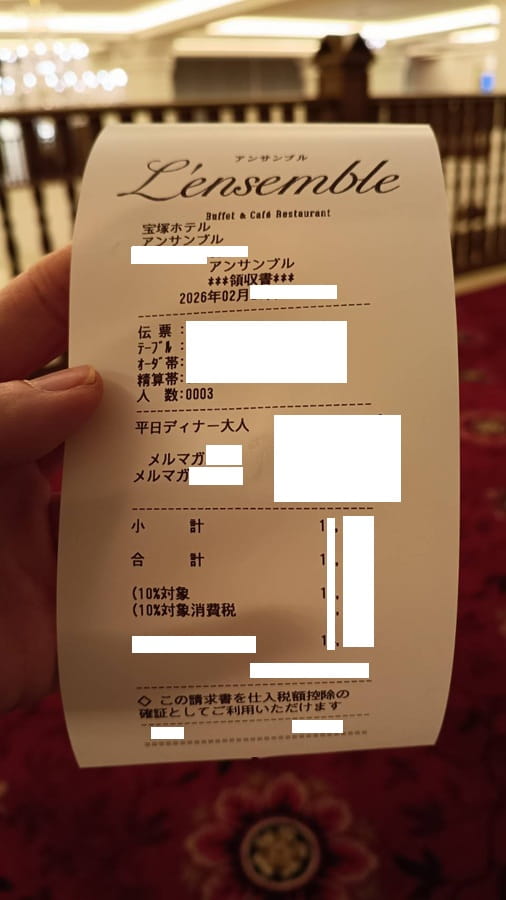 アンサンブル
L'ensemble
Buffet & Café Restaurant
宝塚ホテル
アンサンブル
アンサンブル
***領収書***
2026年02月
伝 票 :
テーブル :
オーダ帯:
精算帯:
人 数:0003
平日ディナー大人
メルマガ
メルマガ
小 計 1 ,
合 計 1 ,
(10%対象 1 ,
(10%対象消費税
1 ,
◇ この請求書を仕入税額控除の
確証としてご利用いただけます